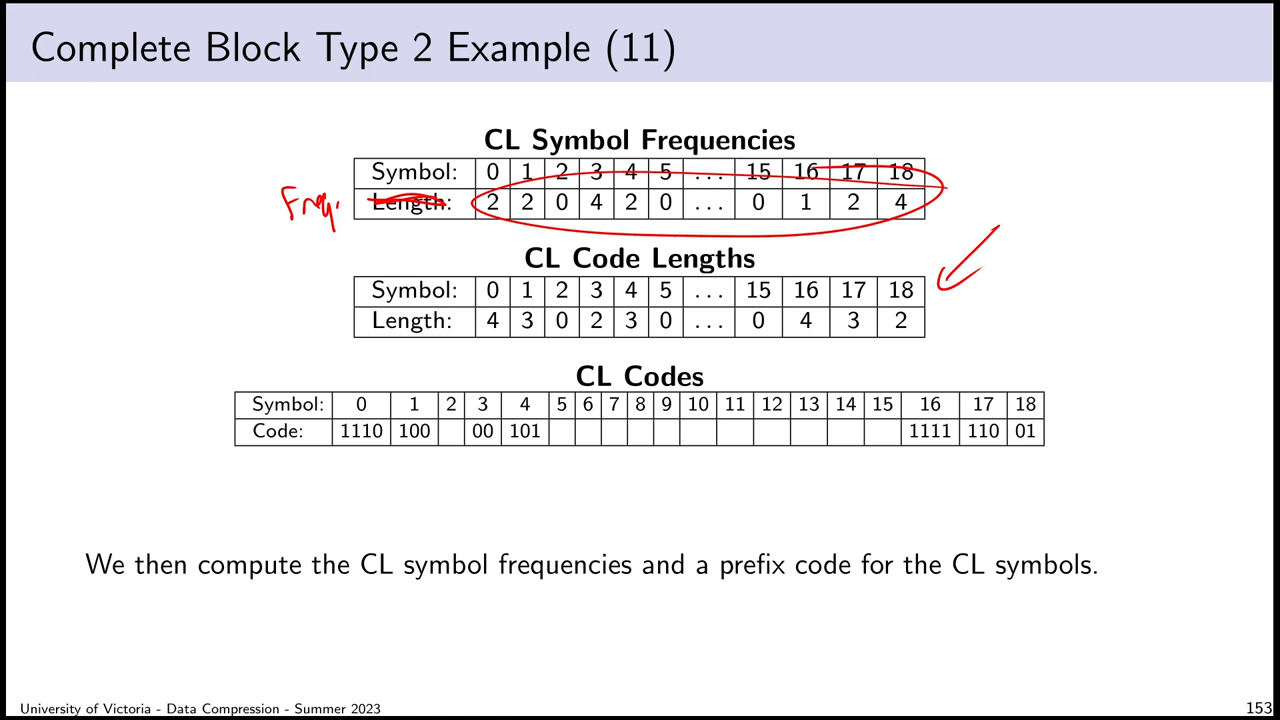 Complete Block Type 2 Example (11)
CL Symbol Frequencies
Symbol: 0 1 2 3 4 5 ... 15 16 17 18
Freq. Length: 2 2 0 4 2 0 ... 0 1 2 4
CL Code Lengths
Symbol: 0 1 2 3 4 5 ... 15 16 17 18
Length: 4 3 0 2 3 0 ... 0 4 3 2
CL Codes
Symbol: 0 1 2 3 4 5 6 7 8 9 10 11 12 13 14 15 16 17 18
Code: 1110 100 00 101 1111 110 01
We then compute the CL symbol frequencies and a prefix code for the CL symbols.
University of Victoria - Data Compression - Summer 2023 153